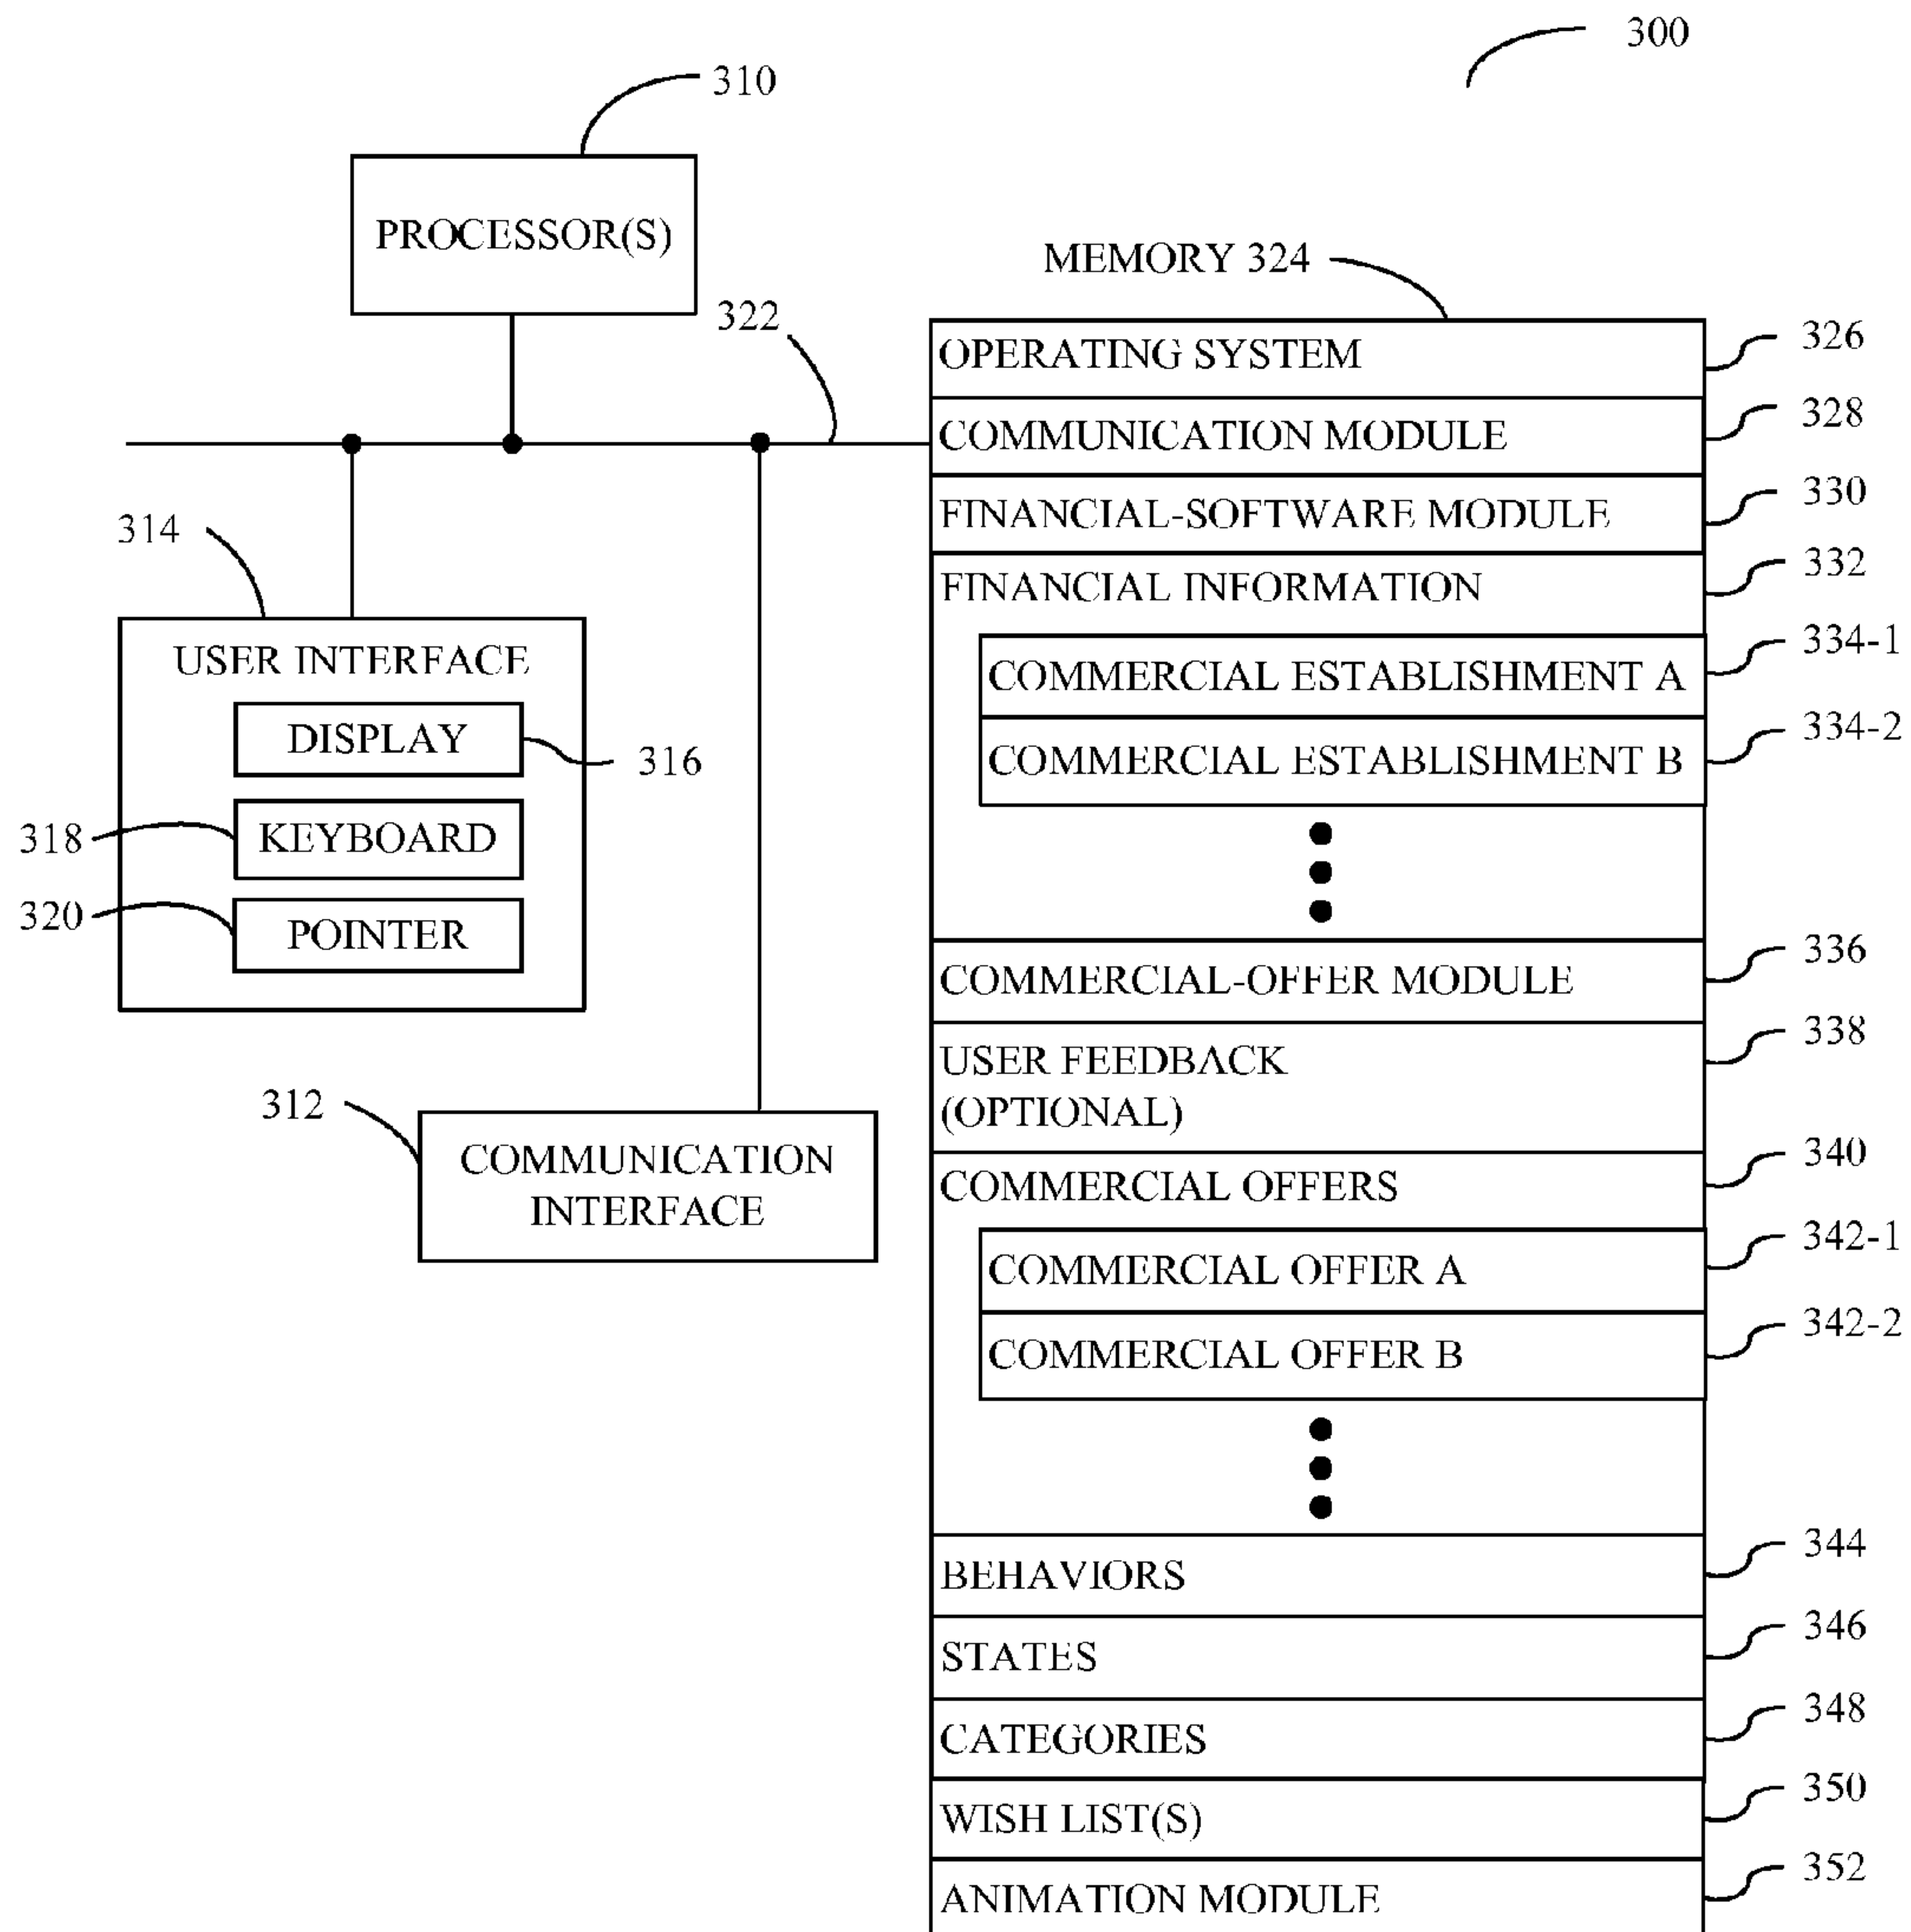 300
310
PROCESSOR(S)
322
314
USER INTERFACE
DISPLAY
316
318
KEYBOARD
320
POINTER
312
COMMUNICATION
INTERFACE
MEMORY 324
OPERATING SYSTEM
326
COMMUNICATION MODULE
328
FINANCIAL-SOFTWARE MODULE
330
FINANCIAL INFORMATION
332
COMMERCIAL ESTABLISHMENT A
334-1
COMMERCIAL ESTABLISHMENT B
334-2
COMMERCIAL-OFFER MODULE
336
USER FEEDBACK
(OPTIONAL)
338
COMMERCIAL OFFERS
340
COMMERCIAL OFFER A
342-1
COMMERCIAL OFFER B
342-2
BEHAVIORS
344
STATES
346
CATEGORIES
348
WISH LIST(S)
350
ANIMATION MODULE
352